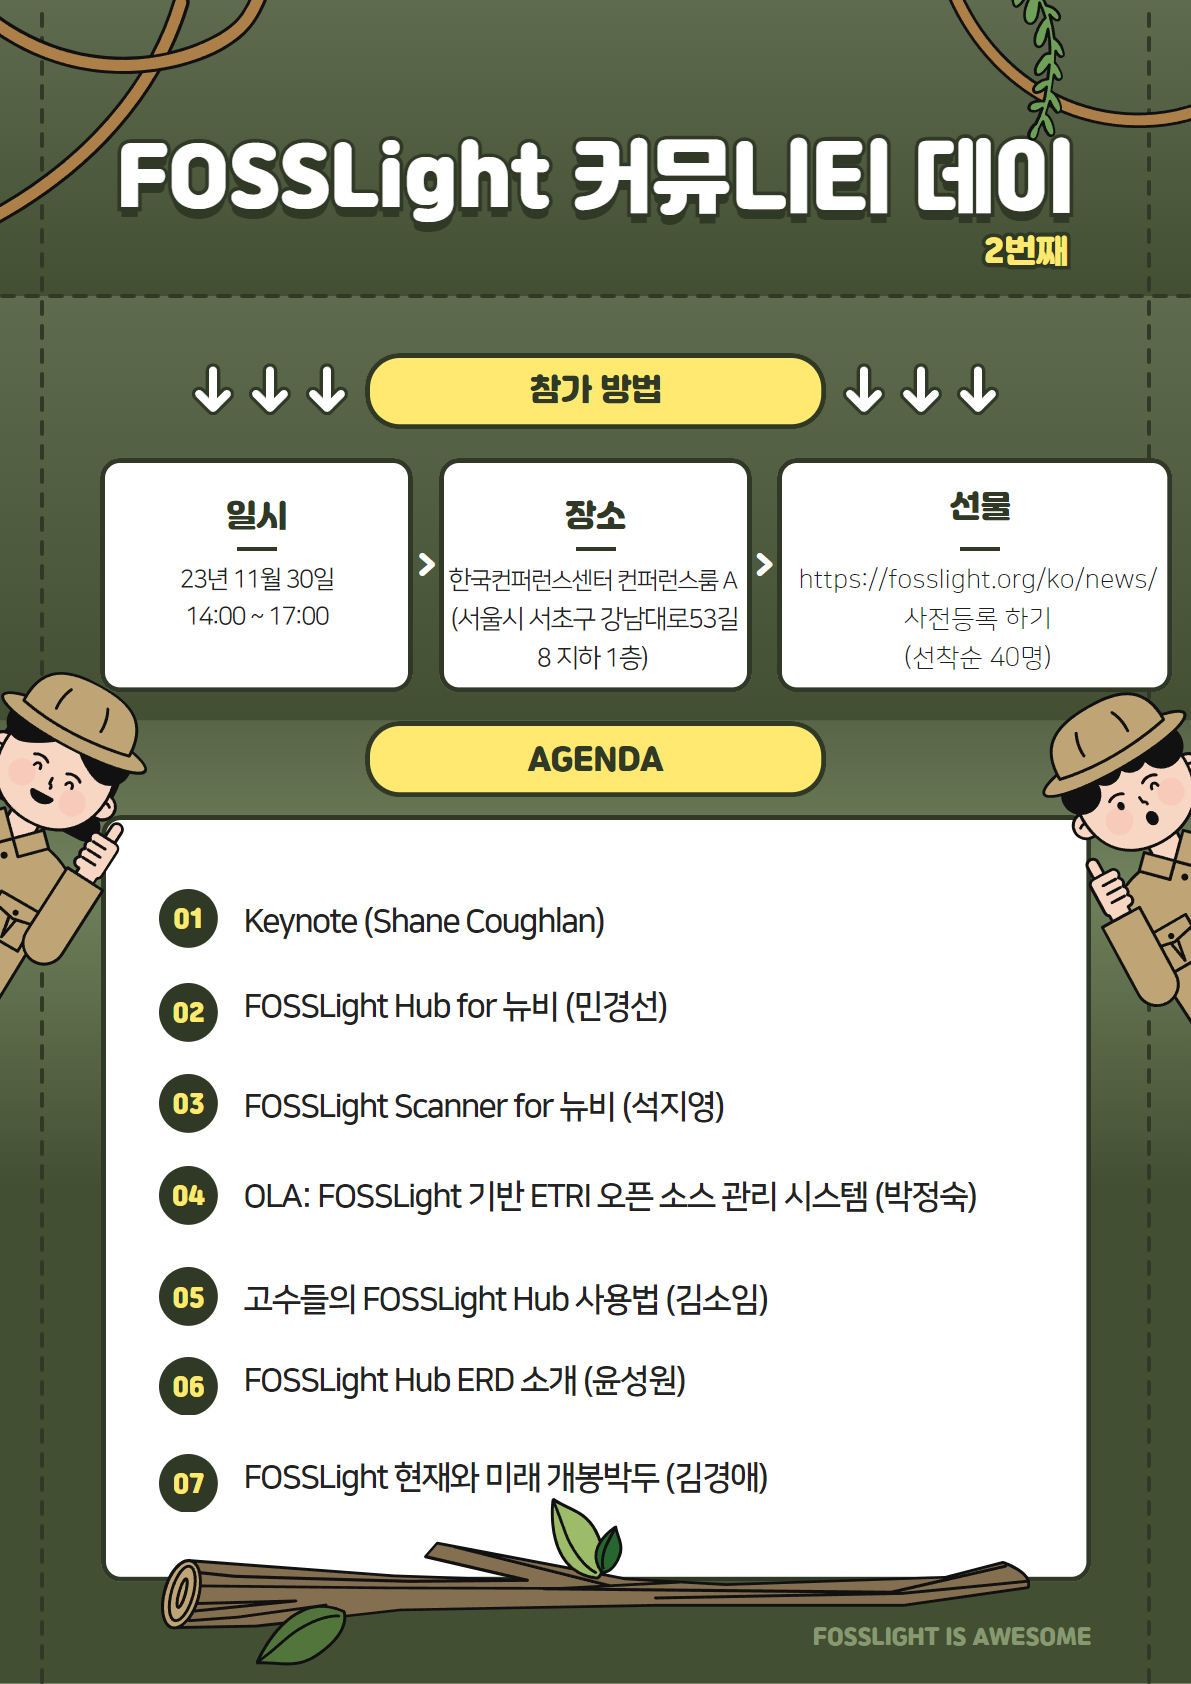 FOSSLight 커뮤니티 데이
2번째
참가 방법
일시
23년 11월 30일
14:00 ~ 17:00
장소
한국컨퍼런스센터 컨퍼런스룸 A
(서울시 서초구 강남대로53길
8 지하 1층)
선물
https://fosslight.org/ko/news/
사전등록 하기
(선착순 40명)
AGENDA
01 Keynote (Shane Coughlan)
02 FOSSLight Hub for 뉴비 (민경선)
03 FOSSLight Scanner for 뉴비 (석지영)
04 OLA: FOSSLight 기반 ETRI 오픈 소스 관리 시스템 (박정숙)
05 고수들의 FOSSLight Hub 사용법 (김소임)
06 FOSSLight Hub ERD 소개 (윤성원)
07 FOSSLight 현재와 미래 개봉박두 (김경애)
FOSSLIGHT IS AWESOME